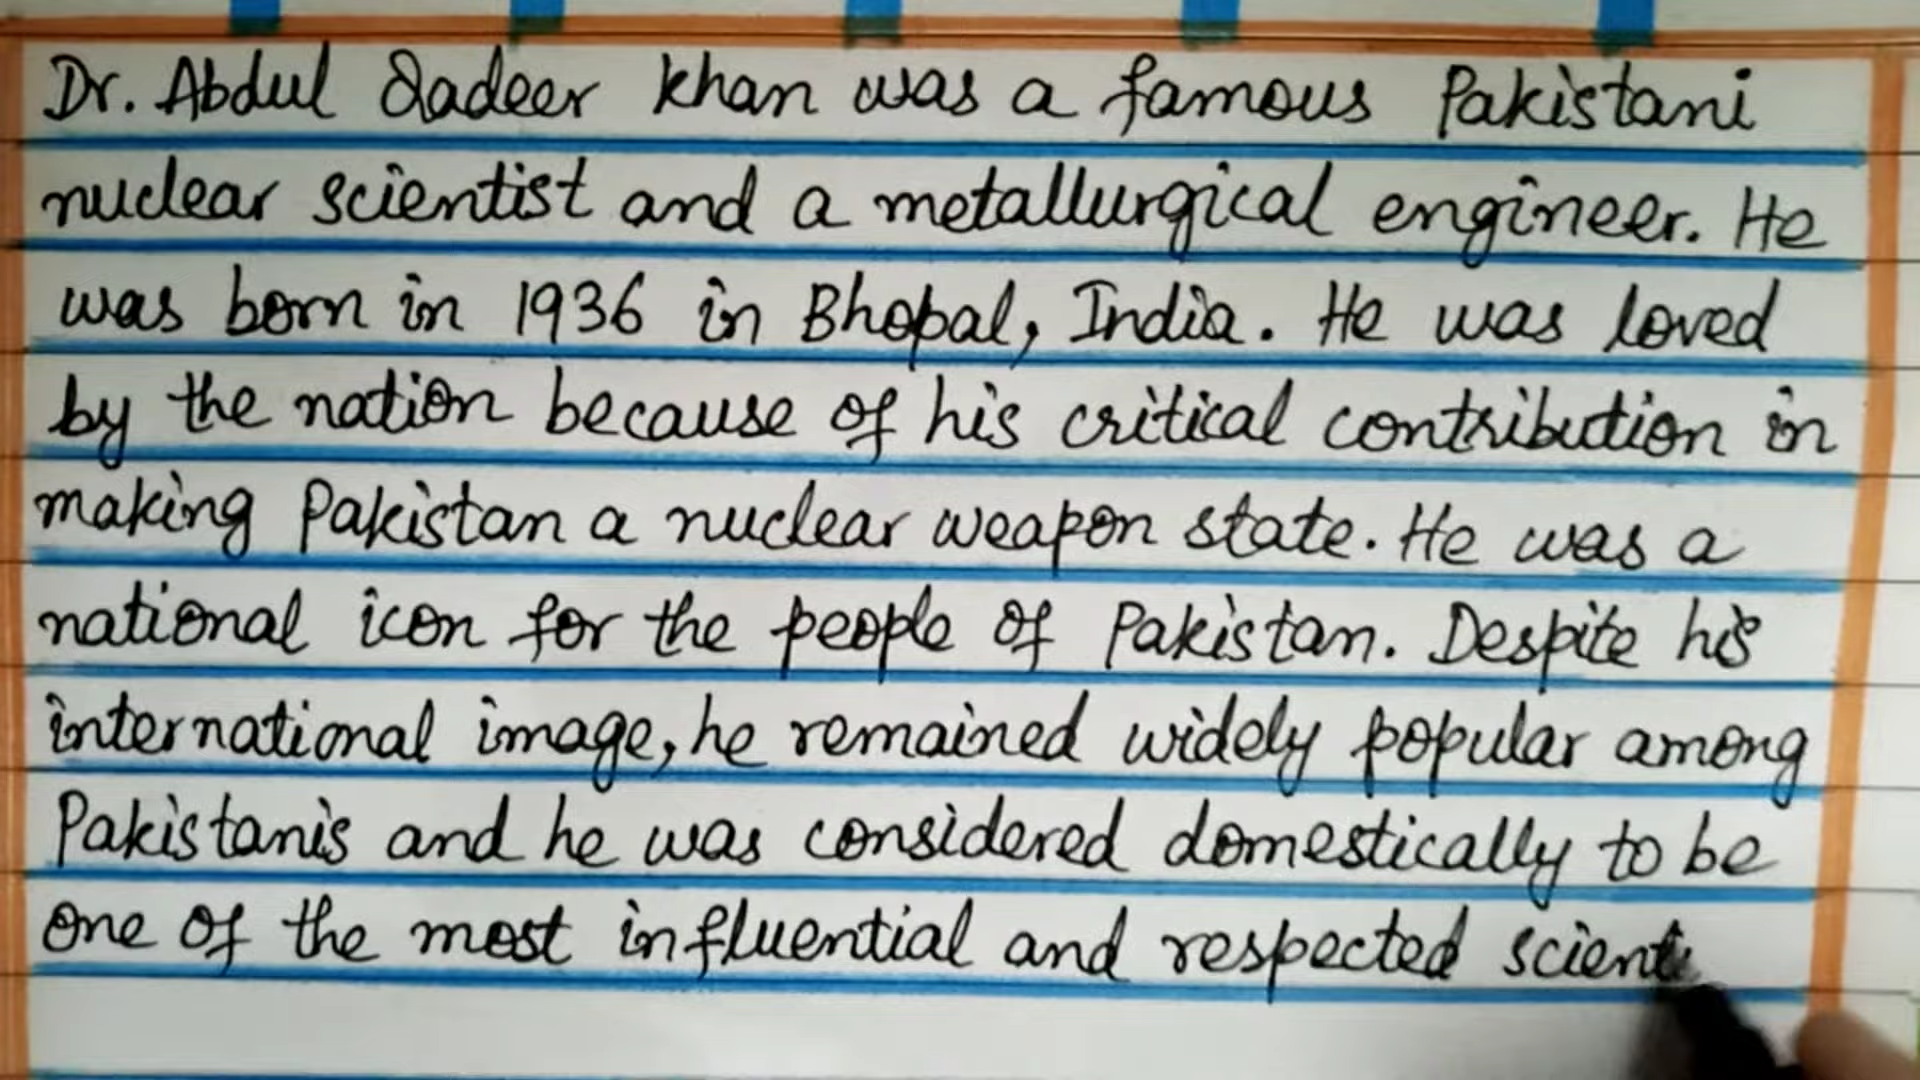 Dr. Abdul Qadeer Khan was a famous Pakistani
nuclear scientist and a metallurgical engineer. He
was born in 1936 in Bhopal, India. He was loved
by the nation because of his critical contribution in
making Pakistan a nuclear weapon state. He was a
national icon for the people of Pakistan. Despite his
international image, he remained widely popular among
Pakistanis and he was considered domestically to be
one of the most influential and respected scienti